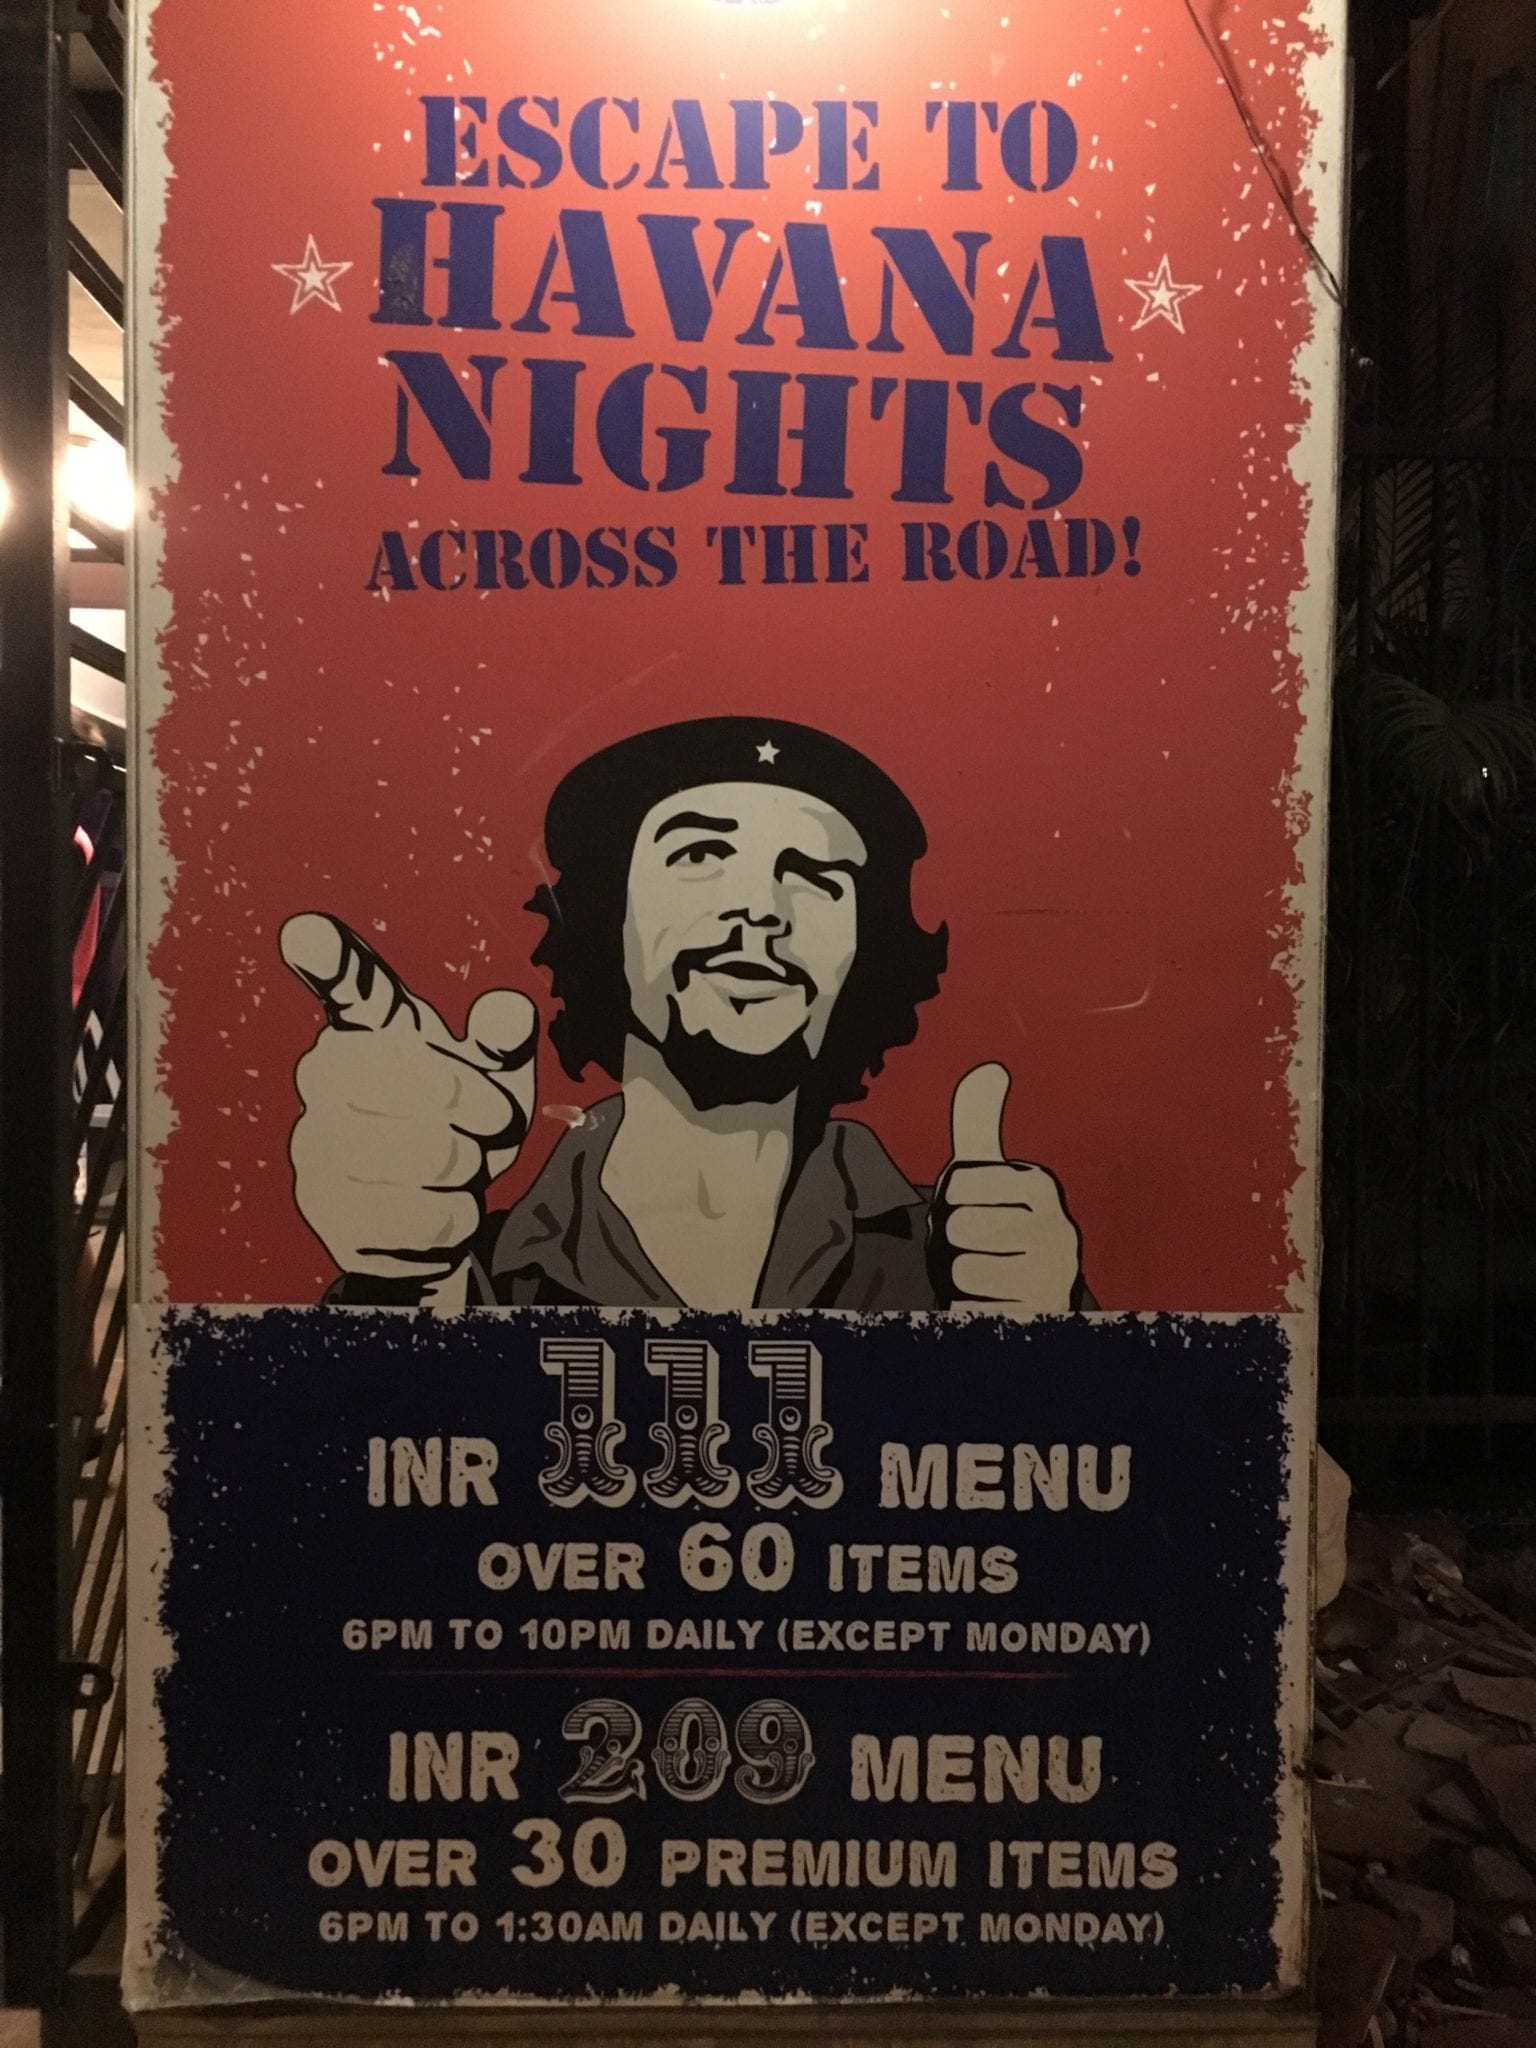 ESCAPE TO
HAVANA
NIGHTS
ACROSS THE ROAD!
INR 111 MENU
OVER 60 ITEMS
6PM TO 10PM DAILY (EXCEPT MONDAY)
INR 209 MENU
OVER 30 PREMIUM ITEMS
6PM TO 1:30AM DAILY (EXCEPT MONDAY)